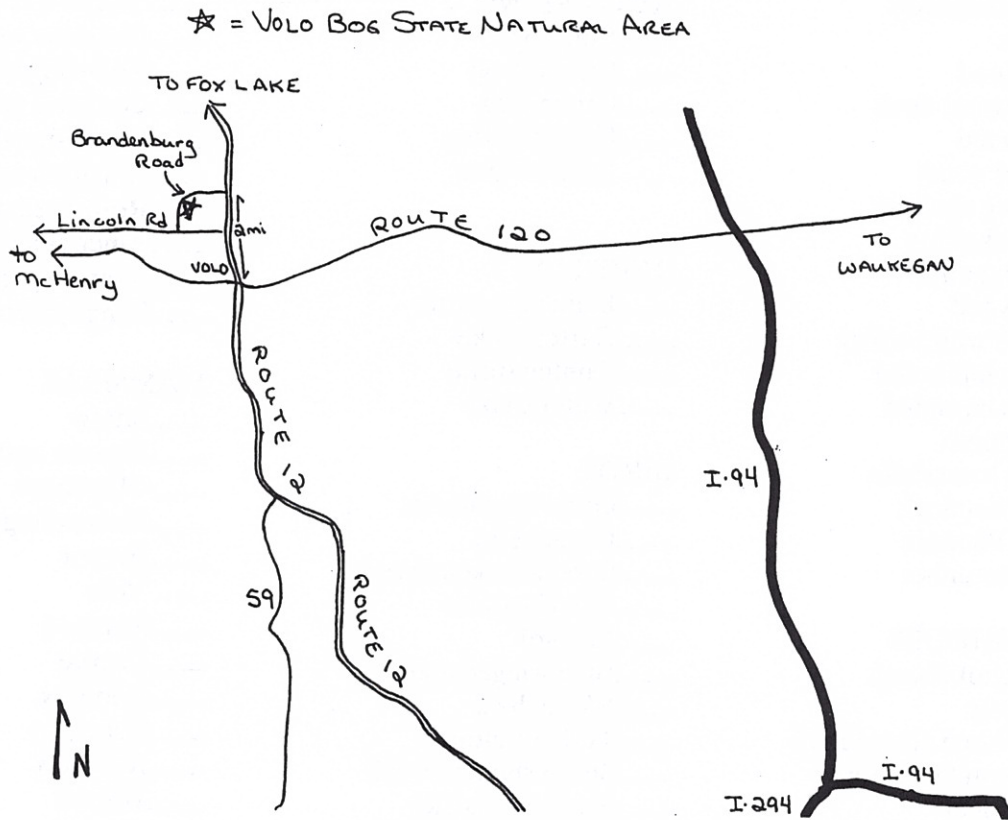 ☆ = VOLO BOG STATE NATURAL AREA
TO FOX LAKE
Brandenburg
Road
Lincoln Rd
2mi
ROUTE 120
to
McHenry
VOLO
TO
WAUKEGAN
ROUTE 12
I-94
59
ROUTE 12
N
I-94
I-294